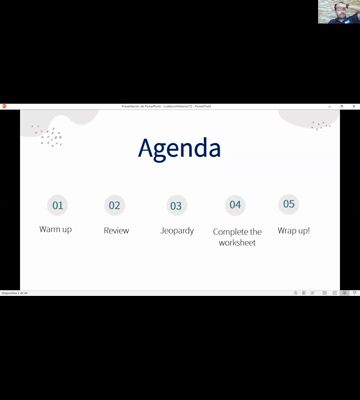 Agenda
01
02
03
04
05
Warm up
Review
Jeopardy
Complete the
worksheet
Wrap up!